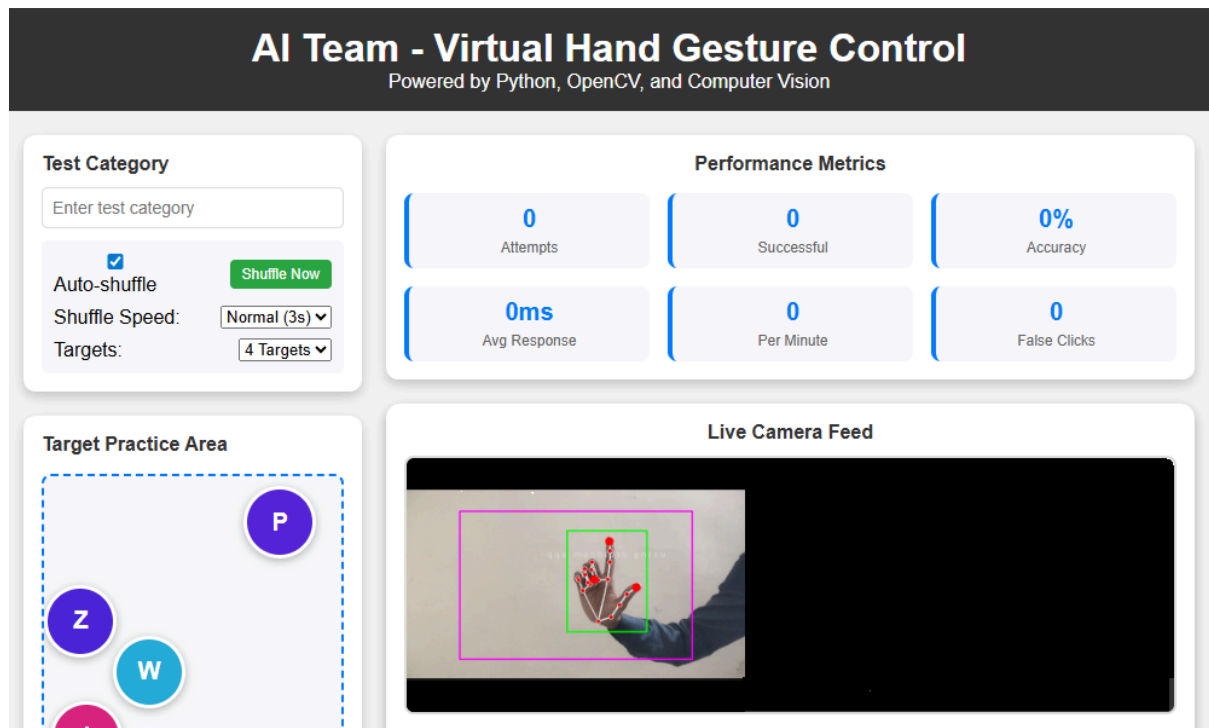 AI Team - Virtual Hand Gesture Control
Powered by Python, OpenCV, and Computer Vision
Test Category
Enter test category
Auto-shuffle
Shuffle Now
Shuffle Speed:
Normal (3s)
Targets:
4 Targets
Performance Metrics
0
Attempts
0
Successful
0%
Accuracy
0ms
Avg Response
0
Per Minute
0
False Clicks
Target Practice Area
P
Z
W
Live Camera Feed